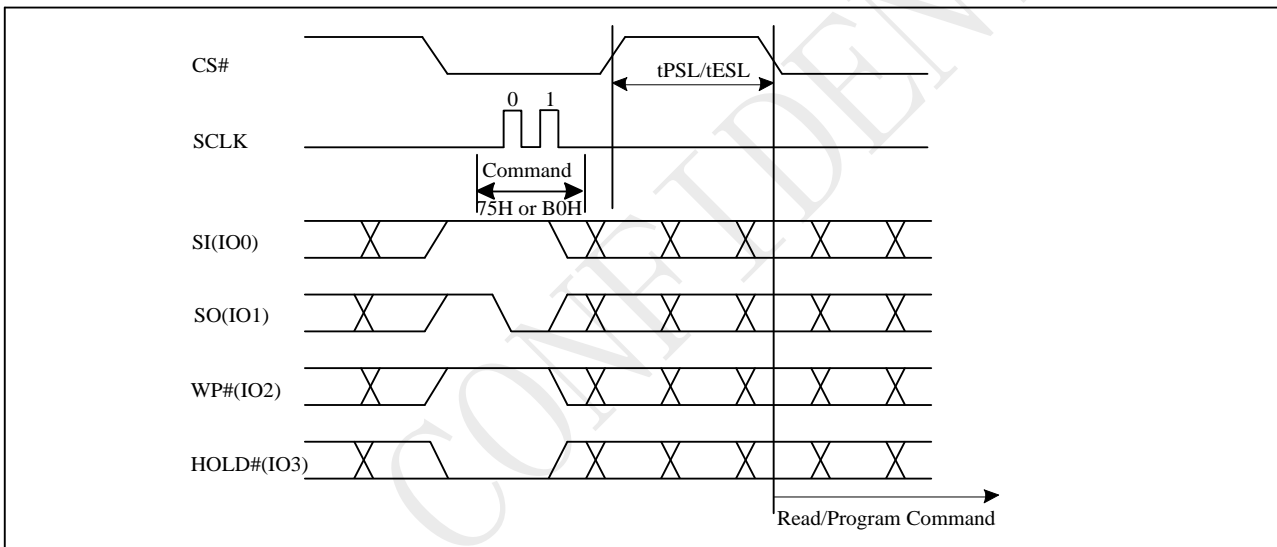 CS#
tPSL/tESL
0 1
SCLK
Command
75H or B0H
SI(IO0)
SO(IO1)
WP#(IO2)
HOLD#(IO3)
Read/Program Command
CONFIDEN